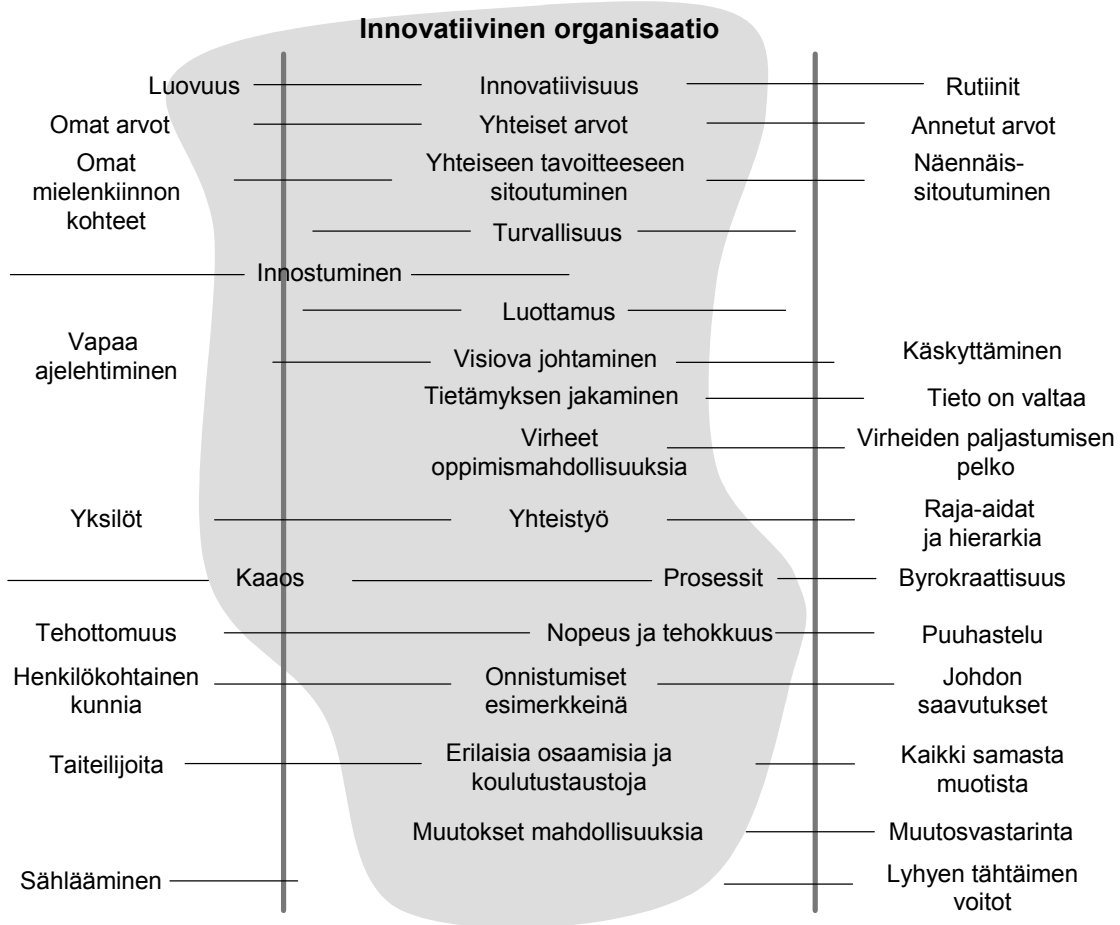 Innovatiivinen organisaatio
Luovuus
Innovatiivisuus
Rutiinit
Omat arvot
Yhteiset arvot
Annetut arvot
Omat
mielenkiinnon
kohteet
Yhteiseen tavoitteeseen
sitoutuminen
Näennäis-
sitoutuminen
Turvallisuus
Innostuminen
Luottamus
Vapaa
ajelehtiminen
Visiova johtaminen
Käskyttäminen
Tietämyksen jakaminen
Tieto on valtaa
Virheet
oppimismahdollisuuksia
Virheiden paljastumisen
pelko
Yksilöt
Yhteistyö
Raja-aidat
ja hierarkia
Kaaos
Prosessit
Byrokraattisuus
Tehottomuus
Nopeus ja tehokkuus
Puuhastelu
Henkilökohtainen
kunnia
Onnistumiset
esimerkkeinä
Johdon
saavutukset
Taiteilijoita
Erilaisia osaamisia ja
koulutustaustoja
Kaikki samasta
muotista
Muutokset mahdollisuuksia
Muutosvastarinta
Sählääminen
Lyhyen tähtäimen
voitot